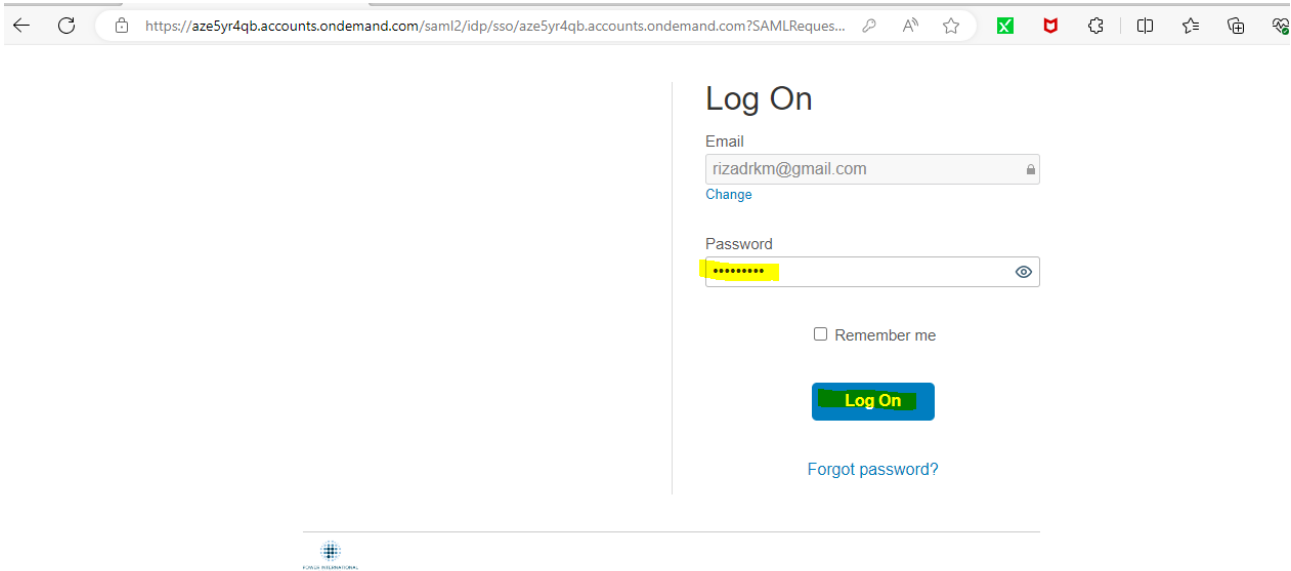 https://aze5yr4qb.accounts.ondemand.com/saml2/idp/sso/aze5yr4qb.accounts.ondemand.com?SAMLReques...
Log On
Email
rizadrkm@gmail.com
Change
Password
•••••••••
Remember me
Log On
Forgot password?
INTERNATIONAL